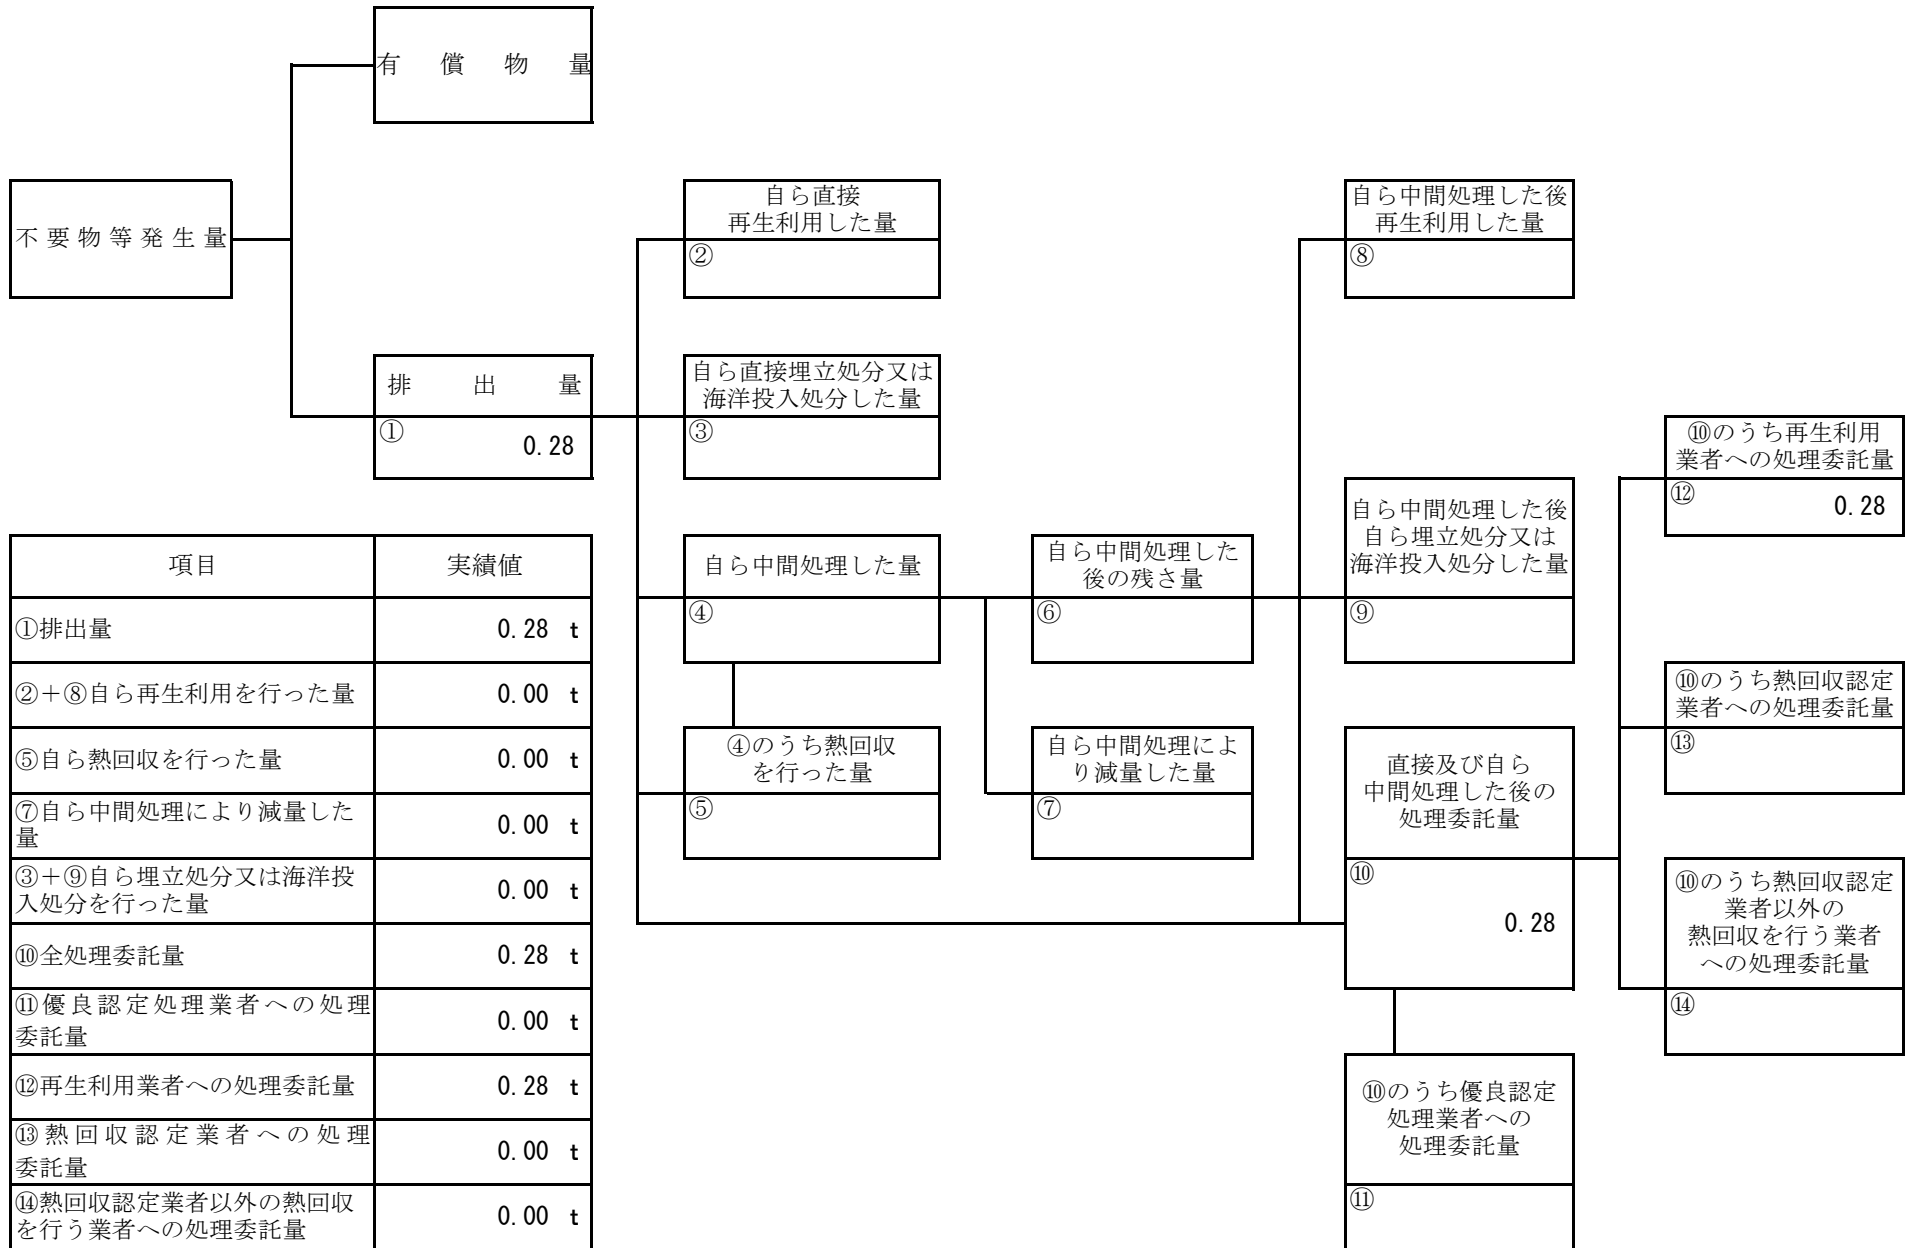 有償物量
不要物等発生量
排出量
①
0.28
自ら直接
再生利用した量
②
自ら直接埋立処分又は
海洋投入処分した量
③
自ら中間処理した量
④
④のうち熱回収
を行った量
⑤
自ら中間処理した
後の残さ量
⑥
自ら中間処理によ
り減量した量
⑦
自ら中間処理した後
再生利用した量
⑧
自ら中間処理した後
自ら埋立処分又は
海洋投入処分した量
⑨
直接及び自ら
中間処理した後の
処理委託量
⑩
0.28
⑩のうち優良認定
処理業者への
処理委託量
⑪
⑩のうち再生利用
業者への処理委託量
⑫
0.28
⑩のうち熱回収認定
業者への処理委託量
⑬
⑩のうち熱回収認定
業者以外の
熱回収を行う業者
への処理委託量
⑭
項目 実績値
①排出量 0.28 t
②＋⑧自ら再生利用を行った量 0.00 t
⑤自ら熱回収を行った量 0.00 t
⑦自ら中間処理により減量した
量 0.00 t
③＋⑨自ら埋立処分又は海洋投
入処分を行った量 0.00 t
⑩全処理委託量 0.28 t
⑪優良認定処理業者への処理
委託量 0.00 t
⑫再生利用業者への処理委託量 0.28 t
⑬熱回収認定業者への処理
委託量 0.00 t
⑭熱回収認定業者以外の熱回収
を行う業者への処理委託量 0.00 t